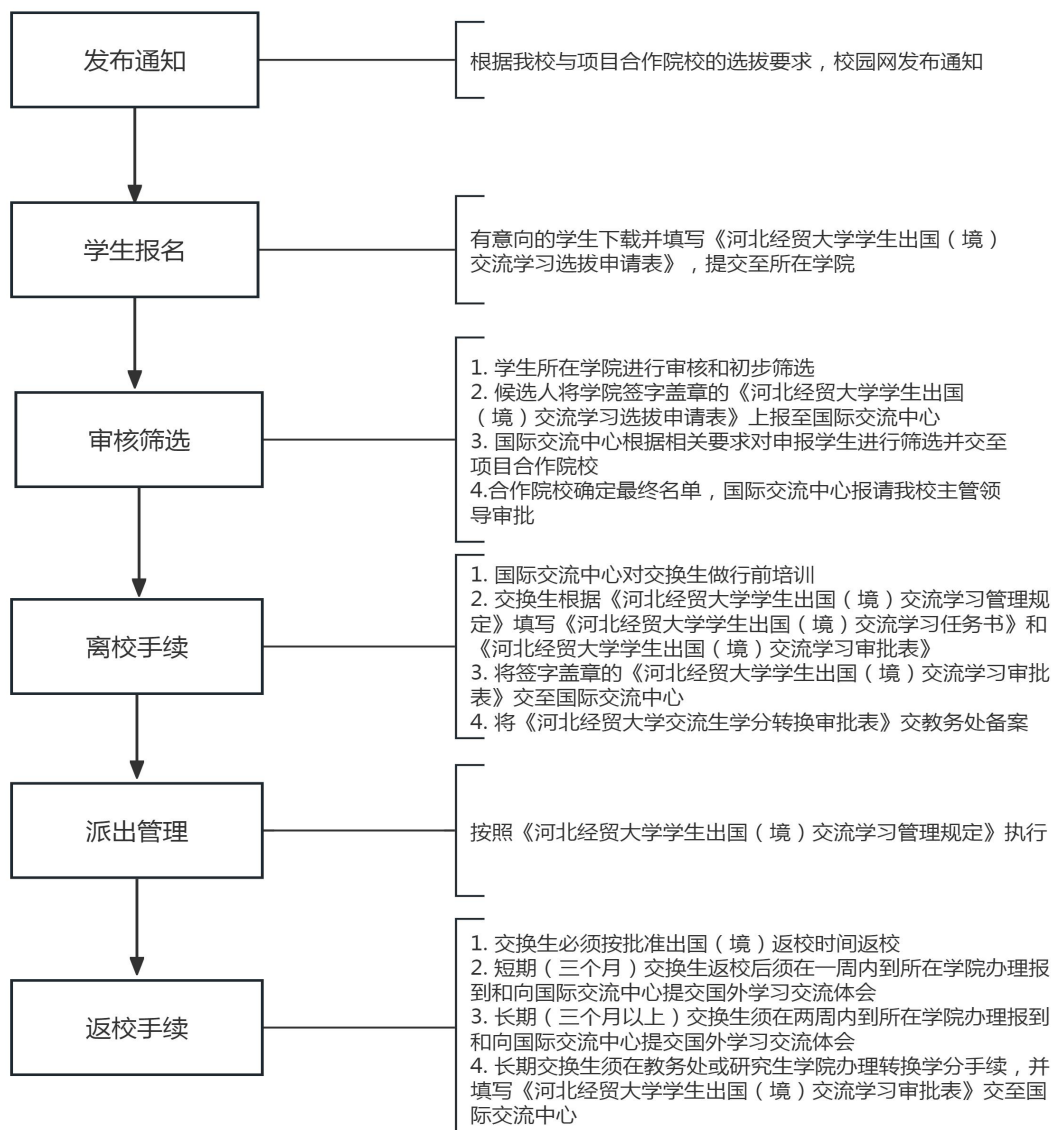 发布通知
根据我校与项目合作院校的选拔要求，校园网发布通知
学生报名
有意向的学生下载并填写《河北经贸大学学生出国（境）
交流学习选拔申请表》，提交至所在学院
审核筛选
1. 学生所在学院进行审核和初步筛选
2. 候选人将学院签字盖章的《河北经贸大学学生出国
（境）交流学习选拔申请表》上报至国际交流中心
3. 国际交流中心根据相关要求对申报学生进行筛选并交至
项目合作院校
4.合作院校确定最终名单，国际交流中心报请我校主管领
导审批
离校手续
1. 国际交流中心对交换生做行前培训
2. 交换生根据《河北经贸大学学生出国（境）交流学习管理规
定》填写《河北经贸大学学生出国（境）交流学习任务书》和
《河北经贸大学学生出国（境）交流学习审批表》
3. 将签字盖章的《河北经贸大学学生出国（境）交流学习审批
表》交至国际交流中心
4. 将《河北经贸大学交流生学分转换审批表》交教务处备案
派出管理
按照《河北经贸大学学生出国（境）交流学习管理规定》执行
返校手续
1. 交换生必须按批准出国（境）返校时间返校
2. 短期（三个月）交换生返校后须在一周内到所在学院办理报
到和向国际交流中心提交国外学习交流体会
3. 长期（三个月以上）交换生须在两周内到所在学院办理报到
和向国际交流中心提交国外学习交流体会
4. 长期交换生须在教务处或研究生学院办理转换学分手续，并
填写《河北经贸大学学生出国（境）交流学习审批表》交至国
际交流中心